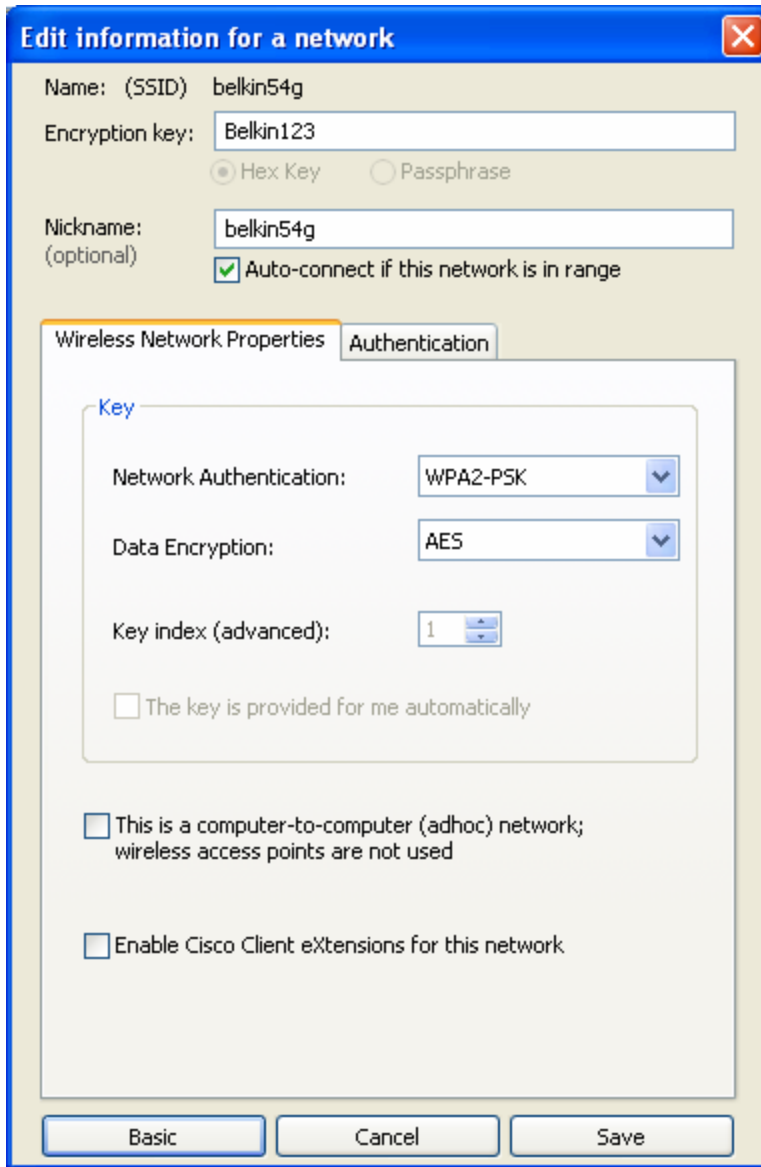 Edit information for a network
Name: (SSID) belkin54g
Encryption key: Belkin123
Hex Key Passphrase
Nickname: belkin54g
(optional)
Auto-connect if this network is in range
Wireless Network Properties Authentication
Key
Network Authentication: WPA2-PSK
Data Encryption: AES
Key index (advanced): 1
The key is provided for me automatically
This is a computer-to-computer (adhoc) network;
wireless access points are not used
Enable Cisco Client eXtensions for this network
Basic Cancel Save